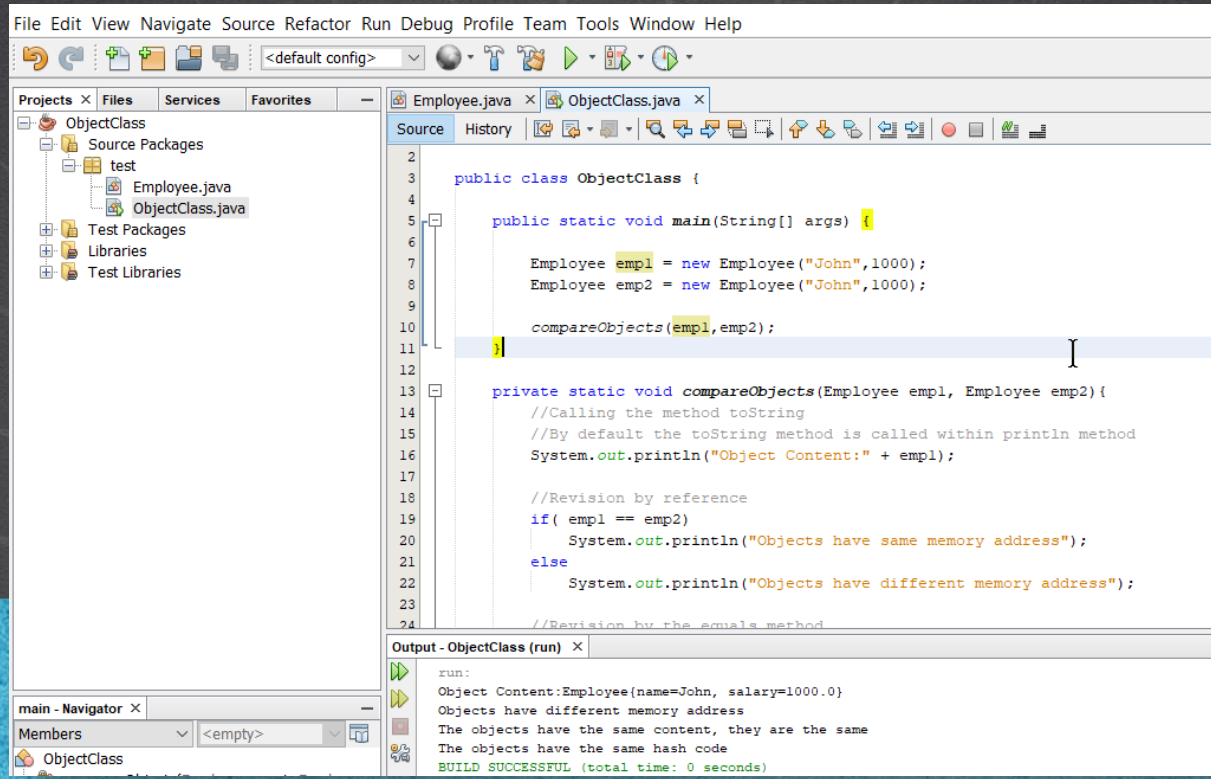 File Edit View Navigate Source Refactor Run Debug Profile Team Tools Window Help
<default config>
Projects Files Services Favorites
ObjectClass
Source Packages
test
Employee.java
ObjectClass.java
Test Packages
Libraries
Test Libraries
main - Navigator
Members <empty>
ObjectClass
Employee.java ObjectClass.java
Source History
2
3 public class ObjectClass {
4
5 public static void main(String[] args) {
6
7 Employee emp1 = new Employee("John",1000);
8 Employee emp2 = new Employee("John",1000);
9
10 compareObjects(emp1,emp2);
11 }
12
13 private static void compareObjects(Employee emp1, Employee emp2){
14 //Calling the method toString
15 //By default the toString method is called within println method
16 System.out.println("Object Content:" + emp1);
17
18 //Revision by reference
19 if( emp1 == emp2)
20 System.out.println("Objects have same memory address");
21 else
22 System.out.println("Objects have different memory address");
23
24 //Revision by the equals method
Output - ObjectClass (run)
run:
Object Content:Employee{name=John, salary=1000.0}
Objects have different memory address
The objects have the same content, they are the same
The objects have the same hash code
BUILD SUCCESSFUL (total time: 0 seconds)